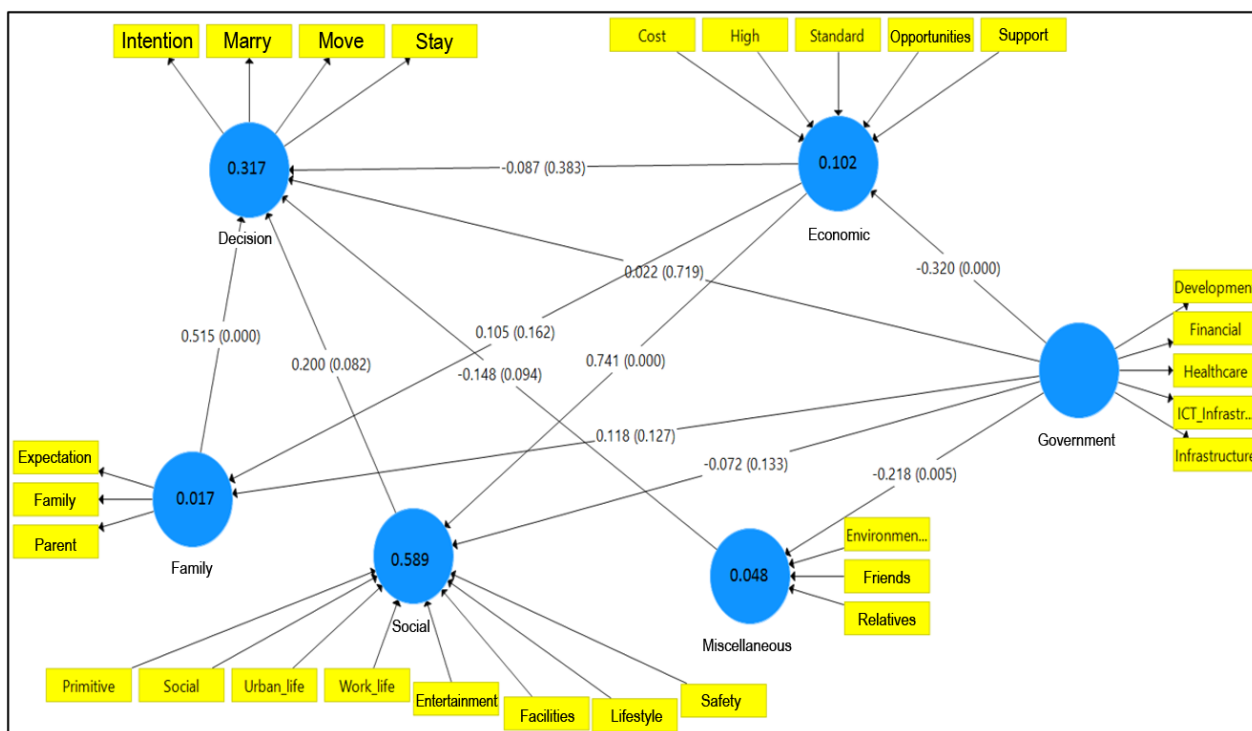 Intention
Marry
Move
Stay
Cost
High
Standard
Opportunities
Support
0.317
Decision
-0.087 (0.383)
0.102
Economic
0.022 (0.719)
-0.320 (0.000)
Developmen
Financial
Healthcare
ICT_Infrastr...
Infrastructure
Government
0.515 (0.000)
0.200 (0.082)
0.105 (0.162)
-0.148 (0.094)
0.741 (0.000)
0.118 (0.127)
-0.072 (0.133)
-0.218 (0.005)
Expectation
Family
Parent
0.017
Family
0.589
Social
0.048
Miscellaneous
Environmen...
Friends
Relatives
Primitive
Social
Urban_life
Work_life
Entertainment
Facilities
Lifestyle
Safety